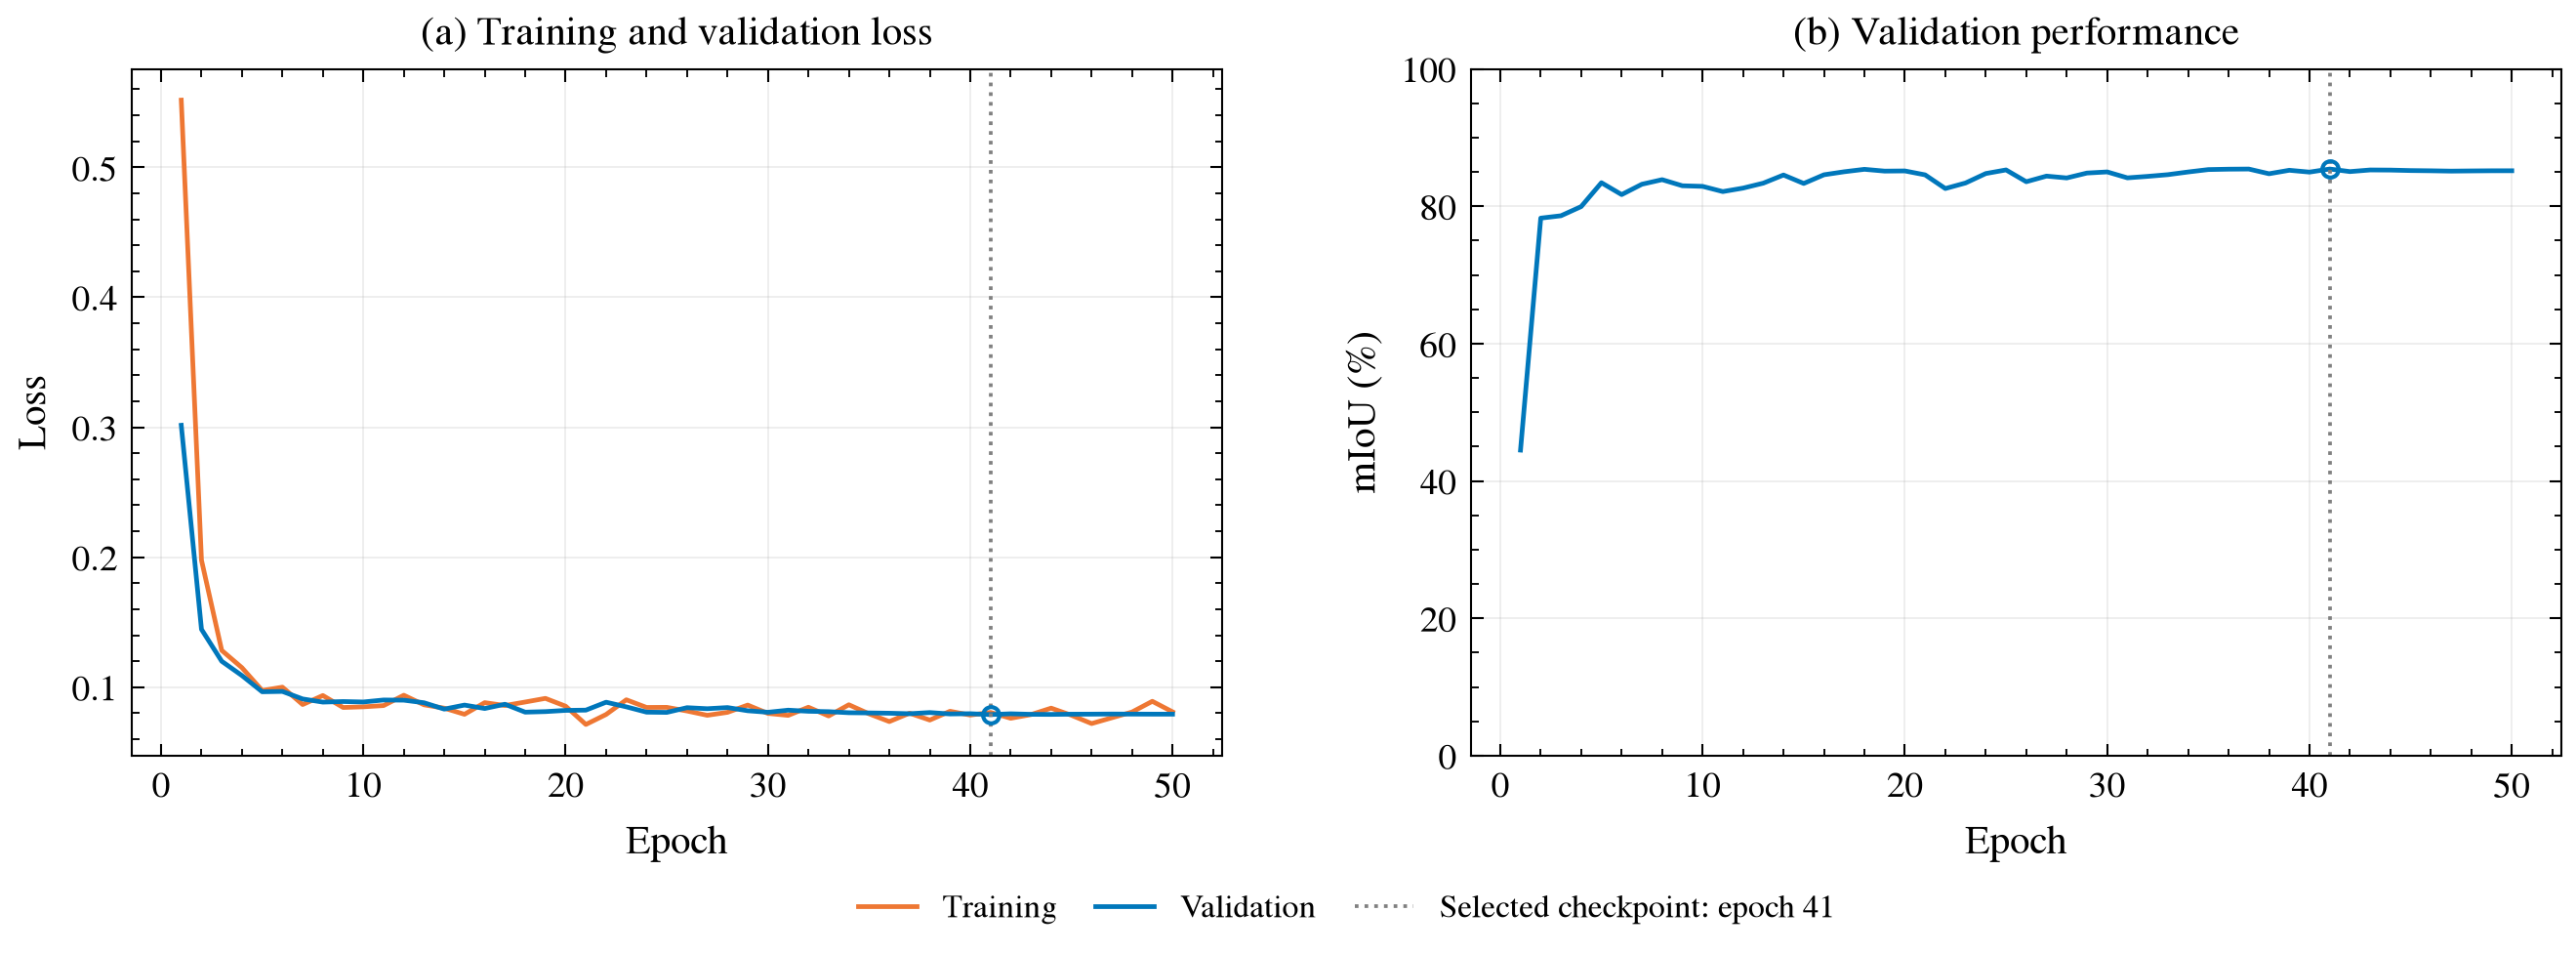 (a) Training and validation loss
Loss
0.5
0.4
0.3
0.2
0.1
0 10 20 30 40 50
Epoch
(b) Validation performance
mIoU (%)
100
80
60
40
20
0
0 10 20 30 40 50
Epoch
Training Validation Selected checkpoint: epoch 41